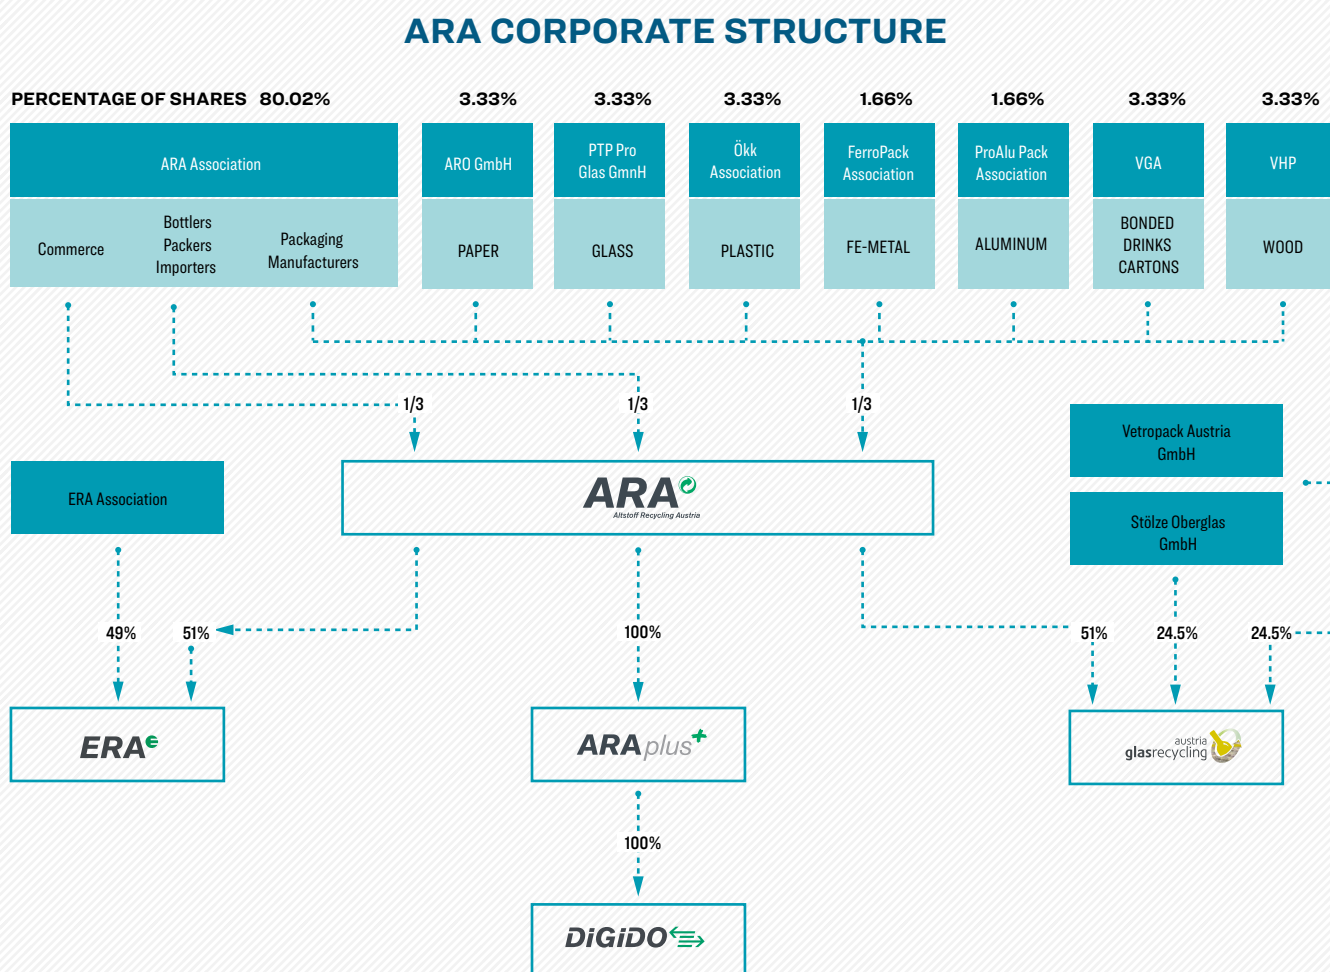 ARA CORPORATE STRUCTURE
PERCENTAGE OF SHARES 80.02% 3.33% 3.33% 3.33% 1.66% 1.66% 3.33% 3.33%
ARA Association
ARO GmbH
PTP Pro
Glas GmnH
Ökk
Association
FerroPack
Association
ProAlu Pack
Association
VGA
VHP
Commerce
Bottlers
Packers
Importers
Packaging
Manufacturers
PAPER
GLASS
PLASTIC
FE-METAL
ALUMINUM
BONDED
DRINKS
CARTONS
WOOD
1/3 1/3 1/3
Vetropack Austria
GmbH
ERA Association
ARA
Altstoff Recycling Austria
Stölze Oberglas
GmbH
49% 51% 100% 51% 24.5% 24.5%
ERA
ARA plus
austria
glasrecycling
100%
DiGiDO